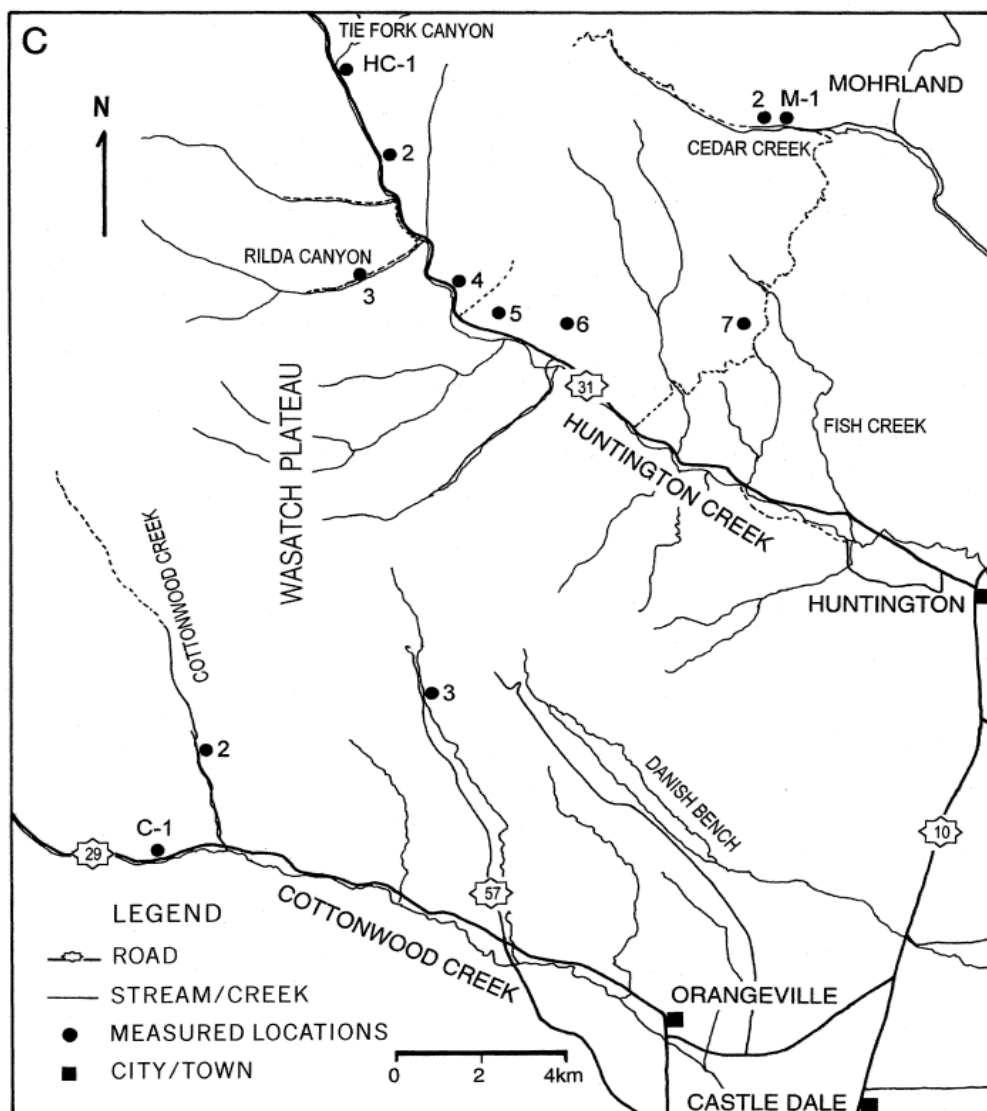 C
TIE FORK CANYON
HC-1
MOHRLAND
2 M-1
N
CEDAR CREEK
2
RILDA CANYON
3
4
5
6
7
31
WASATCH PLATEAU
HUNTINGTON CREEK
FISH CREEK
COTTONWOOD CREEK
HUNTINGTON
3
2
DANISH BENCH
C-1
29
10
57
COTTONWOOD CREEK
LEGEND
ROAD
STREAM/CREEK
MEASURED LOCATIONS
CITY/TOWN
ORANGEVILLE
0 2 4km
CASTLE DALE